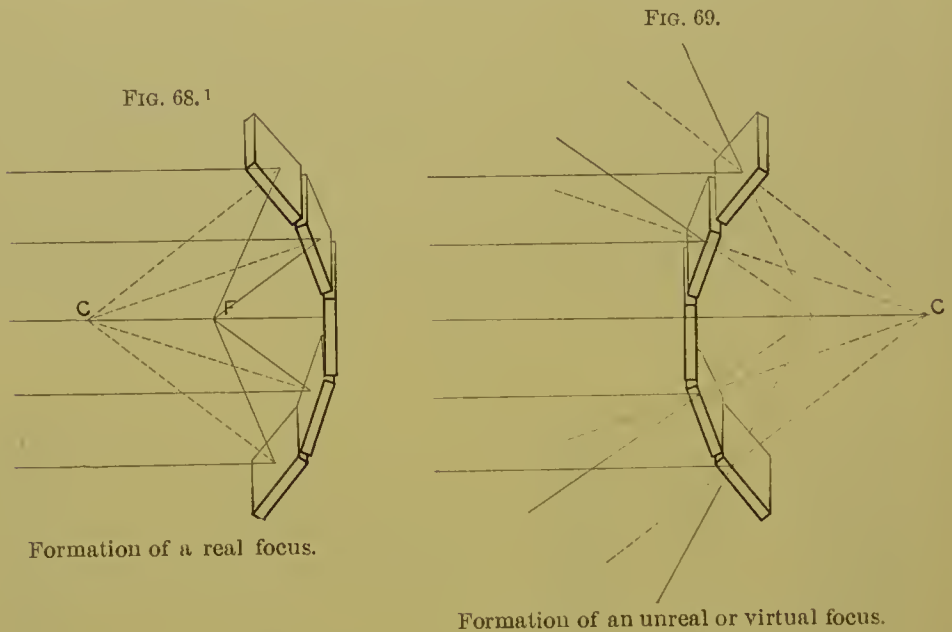 FIG. 68.¹
C
F
Formation of a real focus.
FIG. 69.
C
Formation of an unreal or virtual focus.